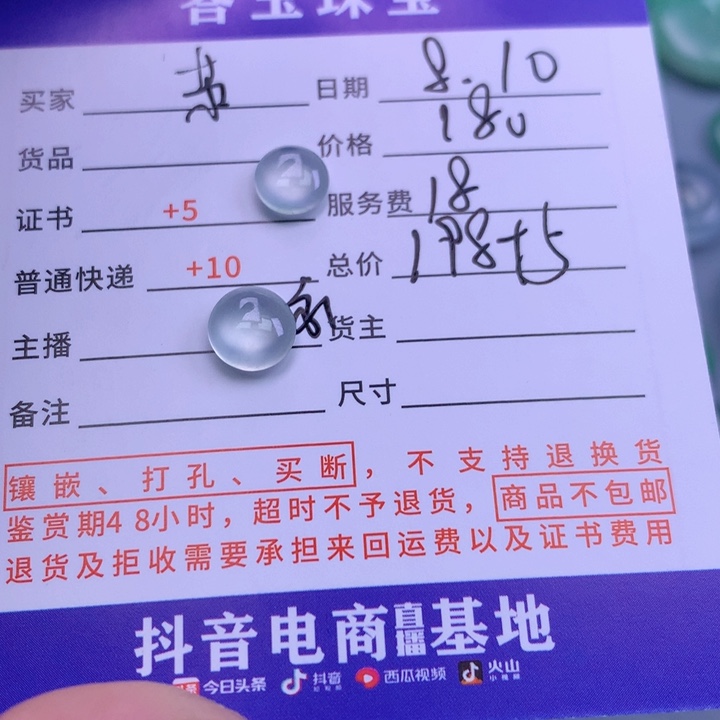 玉珠宝
买家 日期 8.10
货品 价格 180
证书 +5 服务费 18
普通快递 +10 总价 198+5
主播 货主
备注 尺寸
镶嵌、打孔、买断，不支持退换货
鉴赏期48小时，超时不予退货，商品不包邮
退货及拒收需要承担来回运费以及证书费用
抖音电商直播基地
头条 今日头条 抖音 西瓜视频 火山